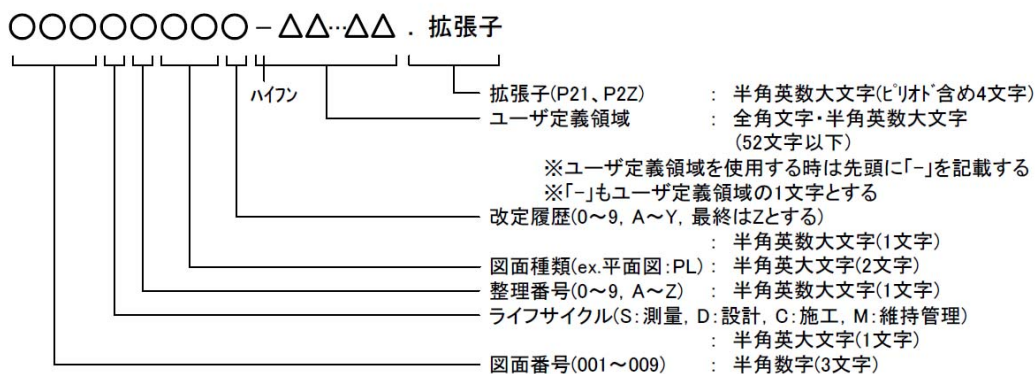 ○○○○○○○○○-△△…△△.拡張子
ハイフン
拡張子(P21、P2Z) : 半角英数大文字(ピリオド含め4文字)
ユーザ定義領域 : 全角文字・半角英数大文字
(52文字以下)
※ユーザ定義領域を使用する時は先頭に「-」を記載する
※「-」もユーザ定義領域の1文字とする
改定履歴(0～9, A～Y, 最終はZとする)
: 半角英数大文字(1文字)
図面種類(ex.平面図:PL) : 半角英大文字(2文字)
整理番号(0～9, A～Z) : 半角英数大文字(1文字)
ライフサイクル(S:測量, D:設計, C:施工, M:維持管理)
: 半角英大文字(1文字)
図面番号(001～009) : 半角数字(3文字)